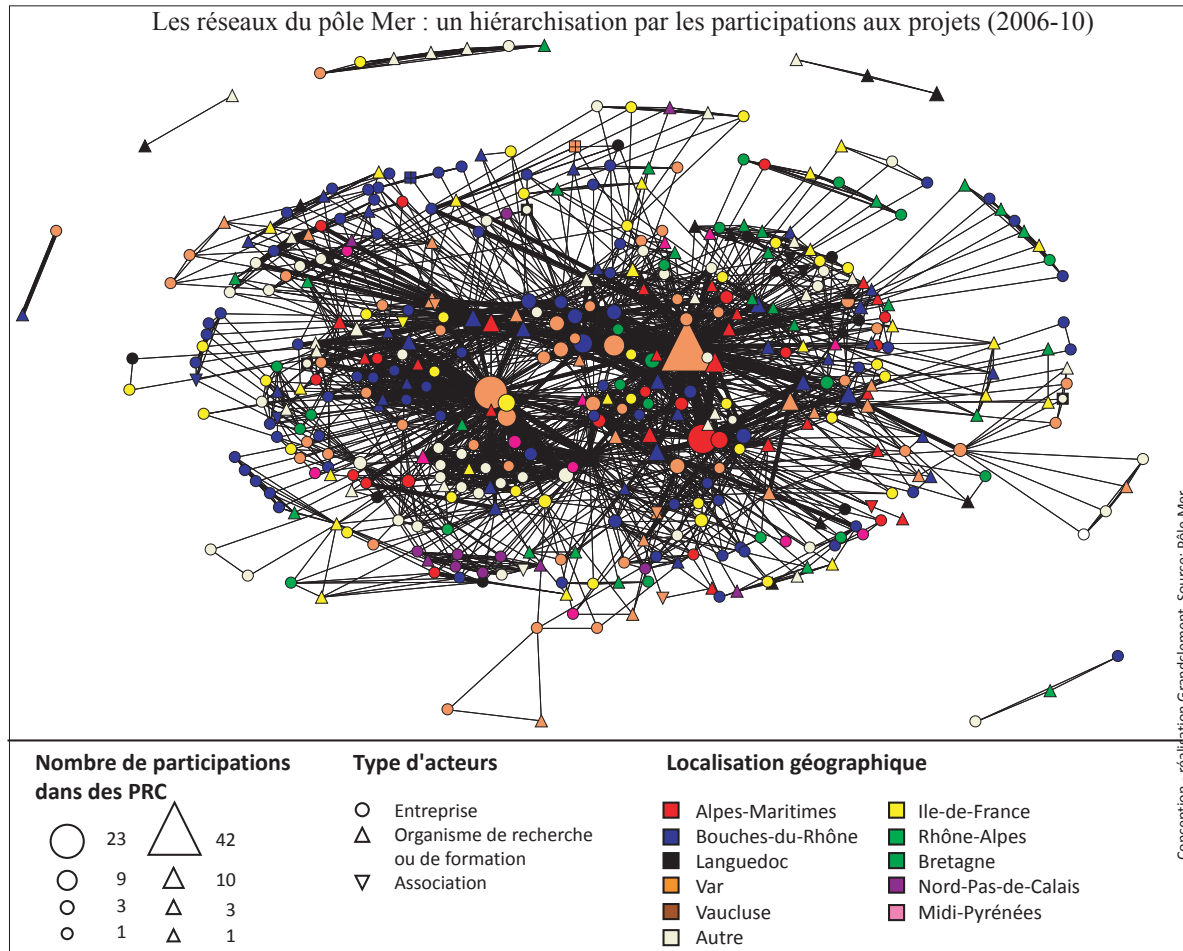 Les réseaux du pôle Mer : un hiérarchisation par les participations aux projets (2006-10)
Nombre de participations
dans des PRC
23
42
9
10
3
3
1
1
Type d'acteurs
Entreprise
Organisme de recherche
ou de formation
Association
Localisation géographique
Alpes-Maritimes
Bouches-du-Rhône
Languedoc
Var
Vaucluse
Autre
Ile-de-France
Rhône-Alpes
Bretagne
Nord-Pas-de-Calais
Midi-Pyrénées
Conception - réalisation Grandclement Source: Pôle Mer